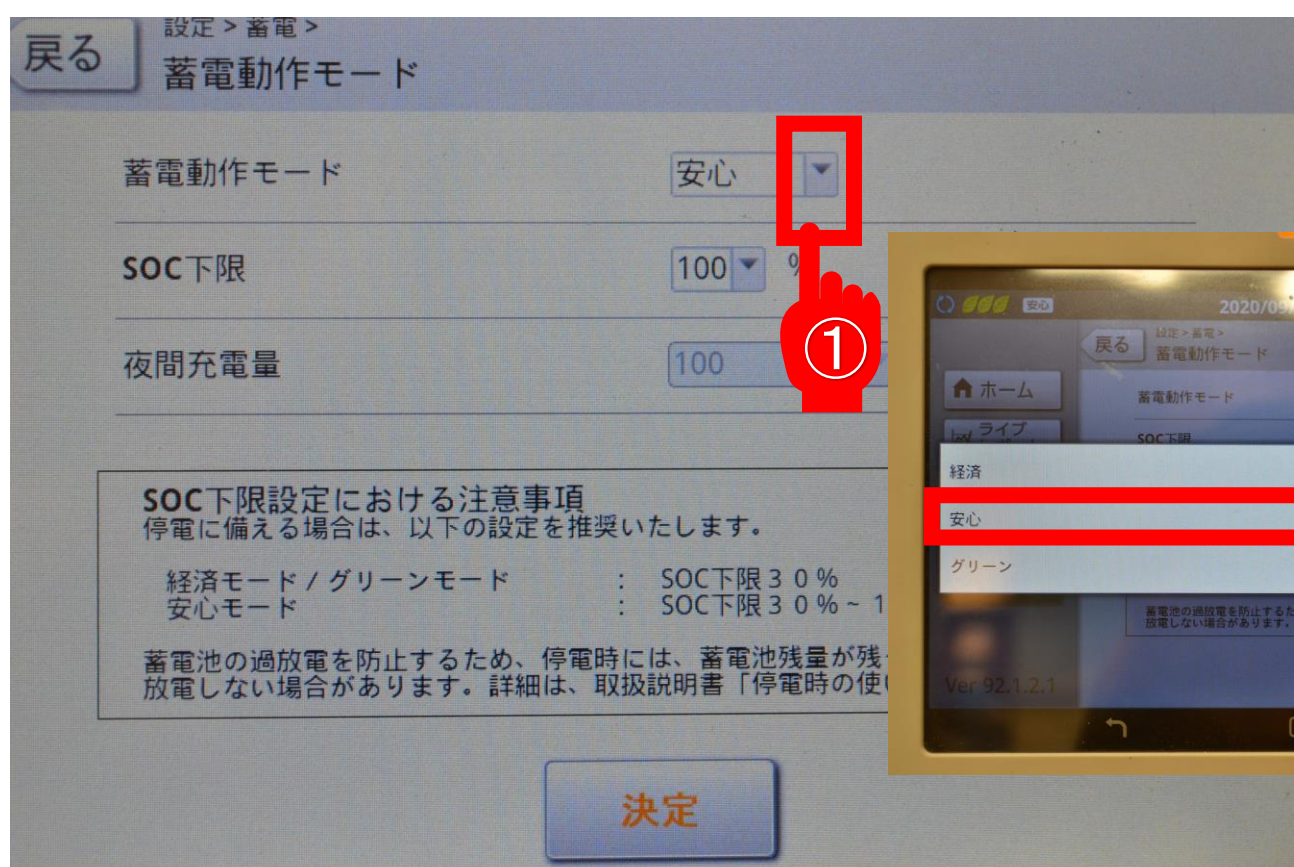 戻る
設定 > 蓄電 >
蓄電動作モード
蓄電動作モード
安心
SOC下限
100
%
夜間充電量
100
①
SOC下限設定における注意事項
停電に備える場合は、以下の設定を推奨いたします。
経済モード / グリーンモード : SOC下限３０%
安心モード : SOC下限３０% ~ 1
蓄電池の過放電を防止するため、停電時には、蓄電池残量が残
放電しない場合があります。詳細は、取扱説明書「停電時の使い
決定
安心
2020/09
戻る
設定 > 蓄電 >
蓄電動作モード
ホーム
蓄電動作モード
ライブ
SOC下限
経済
安心
グリーン
蓄電池の過放電を防止するた
放電しない場合があります。
Ver 92.1.2.1